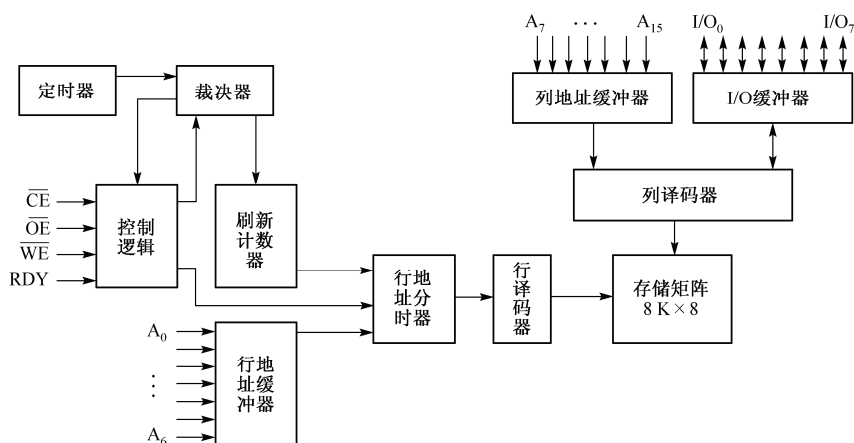 A7 ··· A15
I/O0 I/O7
定时器
裁决器
列地址缓冲器
I/O缓冲器
列译码器
CE
OE
WE
RDY
控制
逻辑
刷新
计数
器
行地
址分
时器
行
译
码
器
存储矩阵
8 K×8
A0
⋮
A6
行地
址缓
冲器